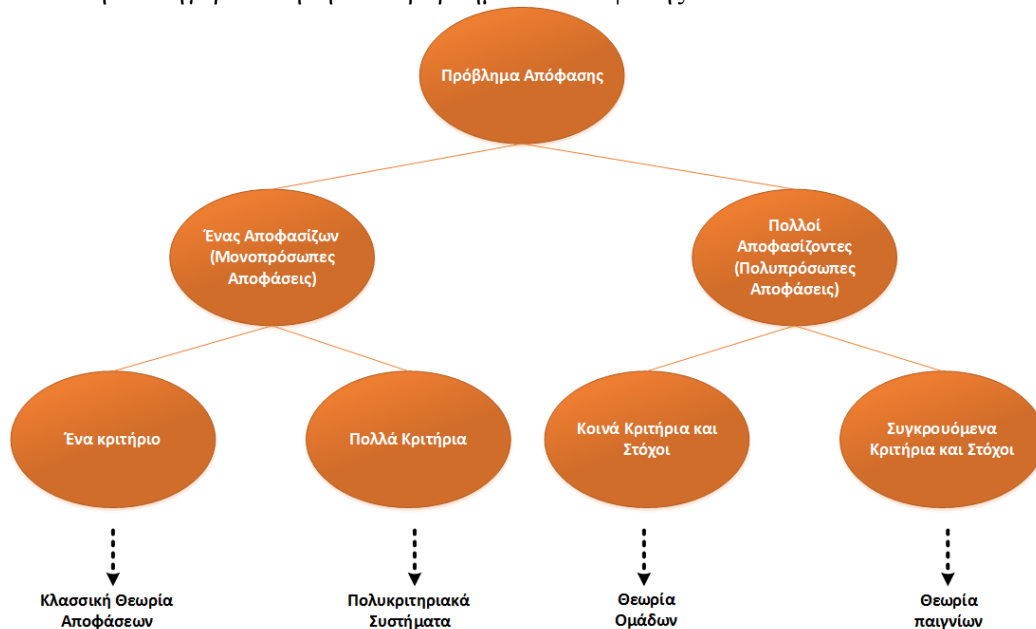 Πρόβλημα Απόφασης
Ένας Αποφασίζων
(Μονοπρόσωπες
Αποφάσεις)
Πολλοί
Αποφασίζοντες
(Πολυπρόσωπες
Αποφάσεις)
Ένα κριτήριο
Πολλά Κριτήρια
Κοινά Κριτήρια και
Στόχοι
Συγκρουόμενα
Κριτήρια και Στόχοι
Κλασσική Θεωρία
Αποφάσεων
Πολυκριτηριακά
Συστήματα
Θεωρία
Ομάδων
Θεωρία
παιγνίων